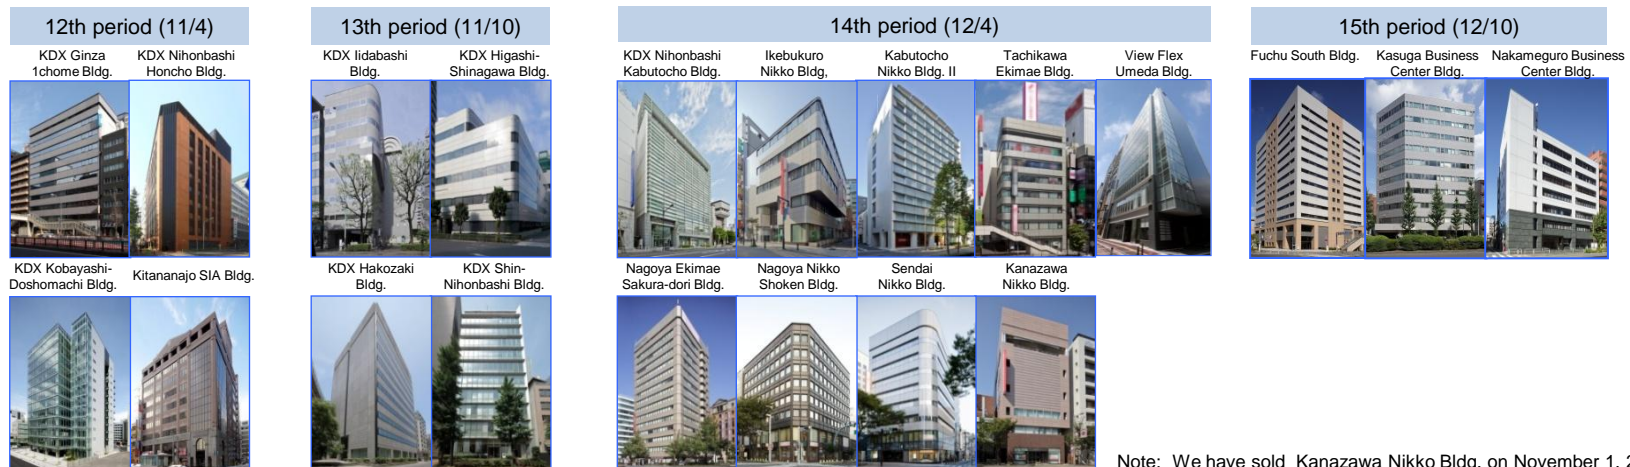 12th period (11/4)
KDX Ginza
1chome Bldg.
KDX Nihonbashi
Honcho Bldg.
KDX Kobayashi-
Doshomachi Bldg.
Kitananajo SIA Bldg.
13th period (11/10)
KDX Iidabashi
Bldg.
KDX Higashi-
Shinagawa Bldg.
KDX Hakozaki
Bldg.
KDX Shin-
Nihonbashi Bldg.
14th period (12/4)
KDX Nihonbashi
Kabutocho Bldg.
Ikebukuro
Nikko Bldg,
Kabutocho
Nikko Bldg. II
Tachikawa
Ekimae Bldg.
View Flex
Umeda Bldg.
Nagoya Ekimae
Sakura-dori Bldg.
Nagoya Nikko
Shoken Bldg.
Sendai
Nikko Bldg.
Kanazawa
Nikko Bldg.
15th period (12/10)
Fuchu South Bldg.
Kasuga Business
Center Bldg.
Nakameguro Business
Center Bldg.
Note: We have sold Kanazawa Nikko Bldg. on November 1,